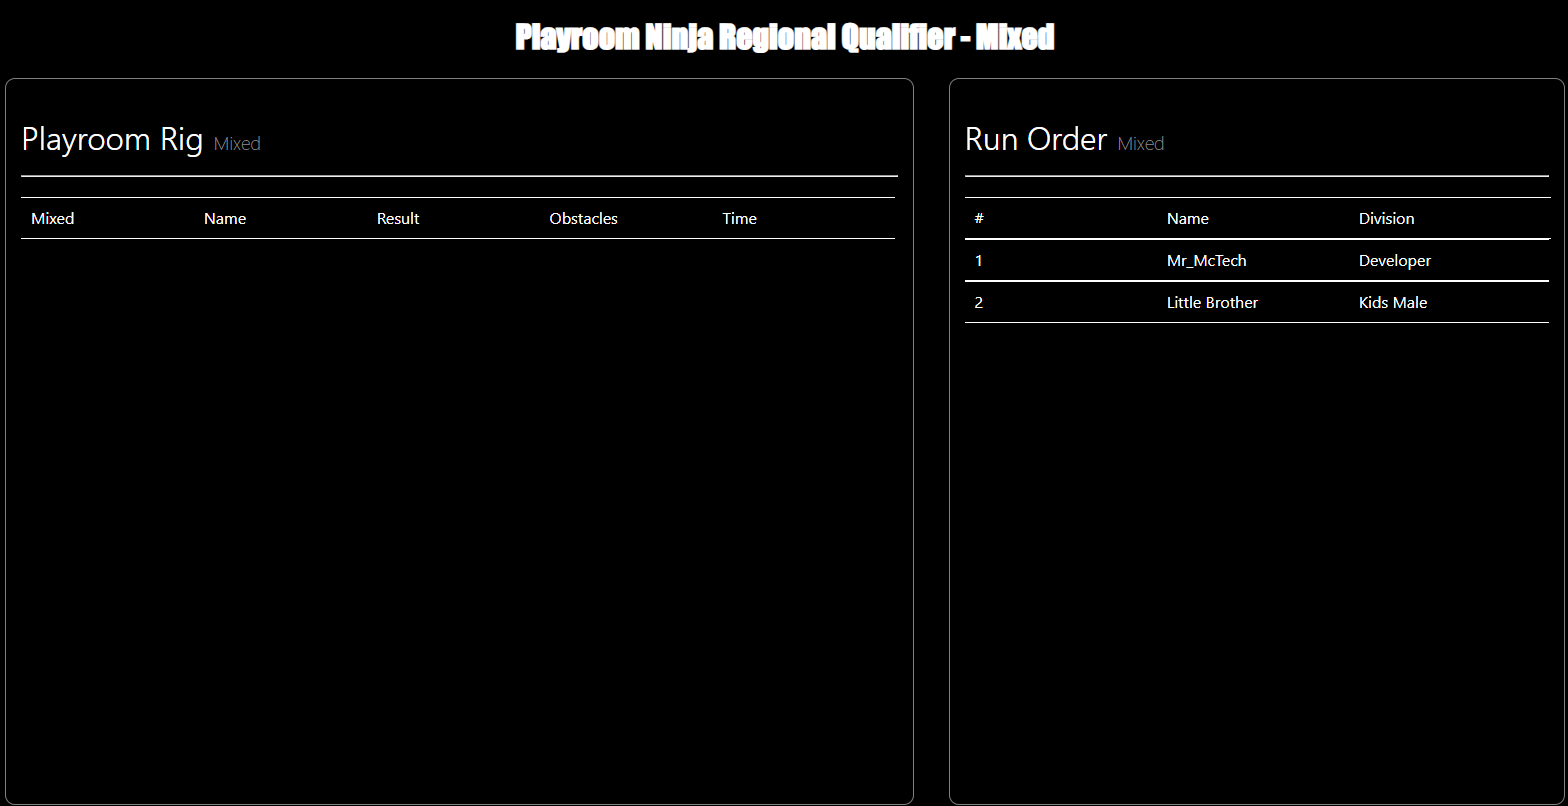 Playroom Ninja Regional Qualifier - Mixed
Playroom Rig Mixed
Mixed Name Result Obstacles Time
Run Order Mixed
# Name Division
1 Mr_McTech Developer
2 Little Brother Kids Male